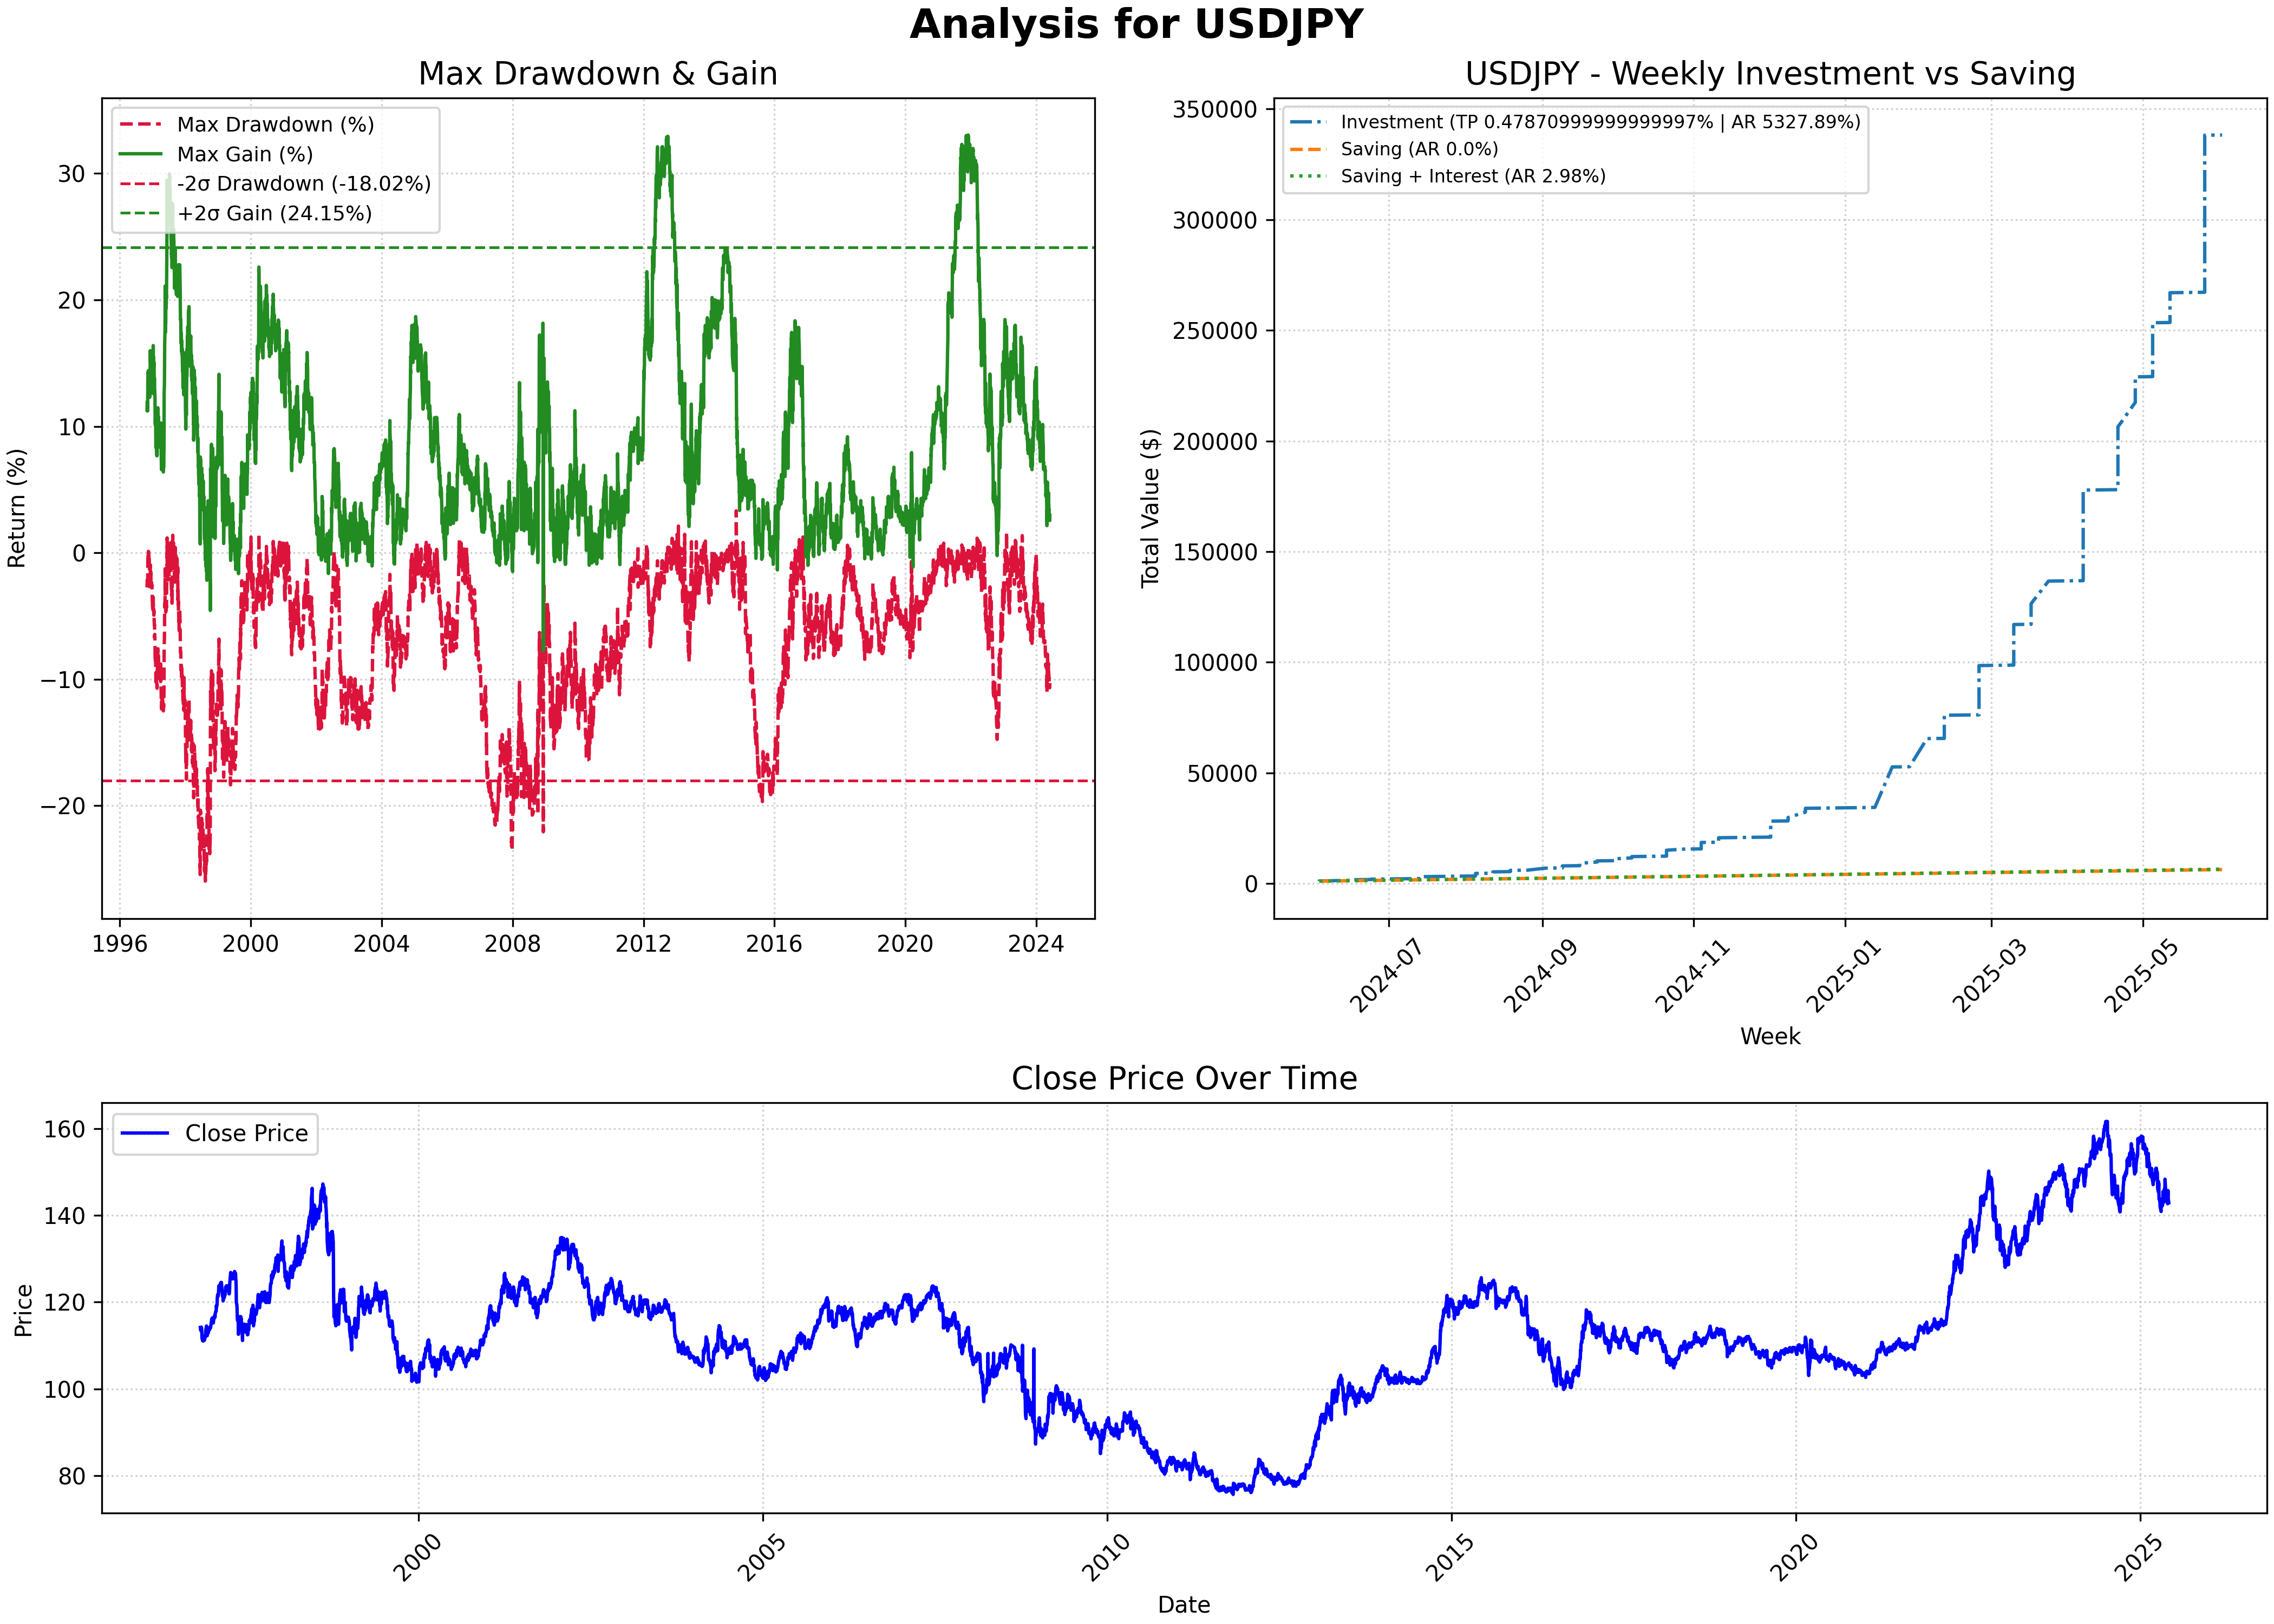 Analysis for USDJPY
Max Drawdown & Gain
Max Drawdown (%)
Max Gain (%)
-2σ Drawdown (-18.02%)
+2σ Gain (24.15%)
Return (%)
30
20
10
0
−10
−20
1996
2000
2004
2008
2012
2016
2020
2024
USDJPY - Weekly Investment vs Saving
Investment (TP 0.47870999999999997% | AR 5327.89%)
Saving (AR 0.0%)
Saving + Interest (AR 2.98%)
Total Value ($)
350000
300000
250000
200000
150000
100000
50000
0
2024-07
2024-09
2024-11
2025-01
2025-03
2025-05
Week
Close Price Over Time
Close Price
Price
160
140
120
100
80
2000
2005
2010
2015
2020
2025
Date